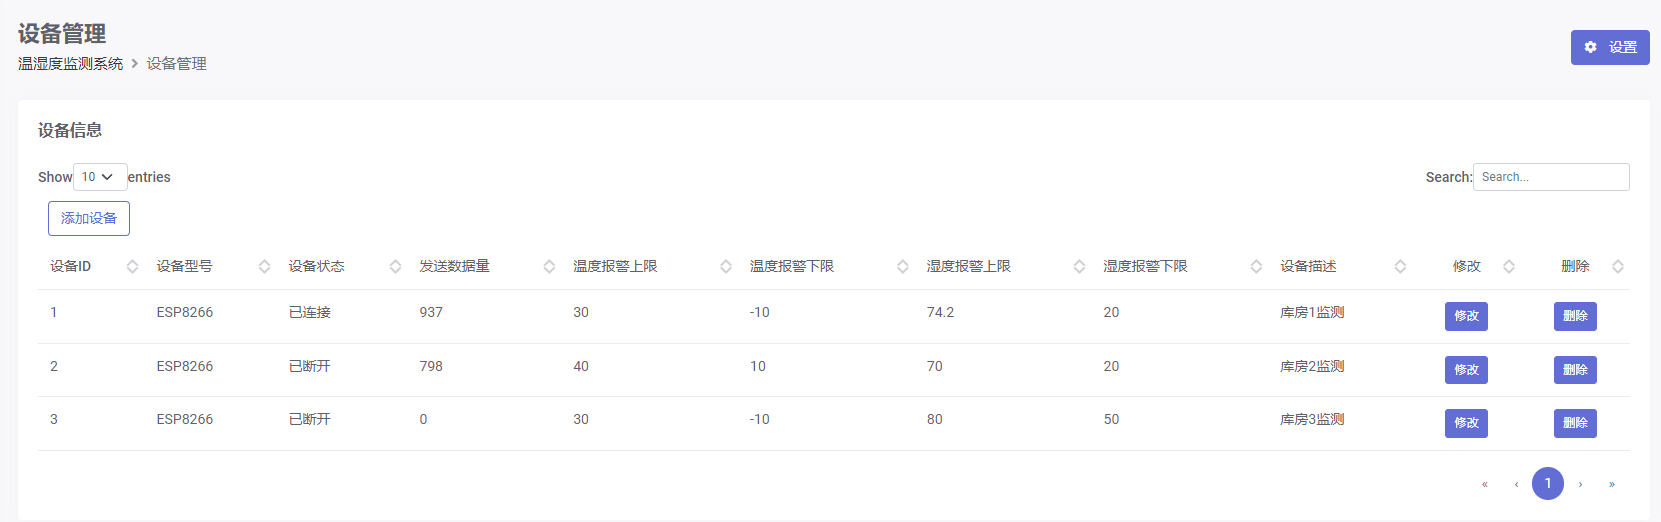 设备管理
温湿度监测系统 > 设备管理
设置
设备信息
Show 10 entries
Search: Search...
添加设备
设备ID 设备型号 设备状态 发送数据量 温度报警上限 温度报警下限 湿度报警上限 湿度报警下限 设备描述 修改 删除
1 ESP8266 已连接 937 30 -10 74.2 20 库房1监测 修改 删除
2 ESP8266 已断开 798 40 10 70 20 库房2监测 修改 删除
3 ESP8266 已断开 0 30 -10 80 50 库房3监测 修改 删除
« ‹ 1 › »